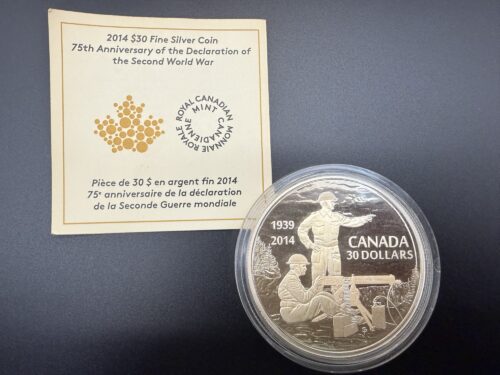 2014 $30 Fine Silver Coin
75th Anniversary of the Declaration of
the Second World War
ROYAL CANADIAN MINT
MONNAIE ROYALE CANADIENNE
Pièce de 30 $ en argent fin 2014
75e anniversaire de la déclaration
de la Seconde Guerre mondiale
1939
2014
CANADA
30 DOLLARS